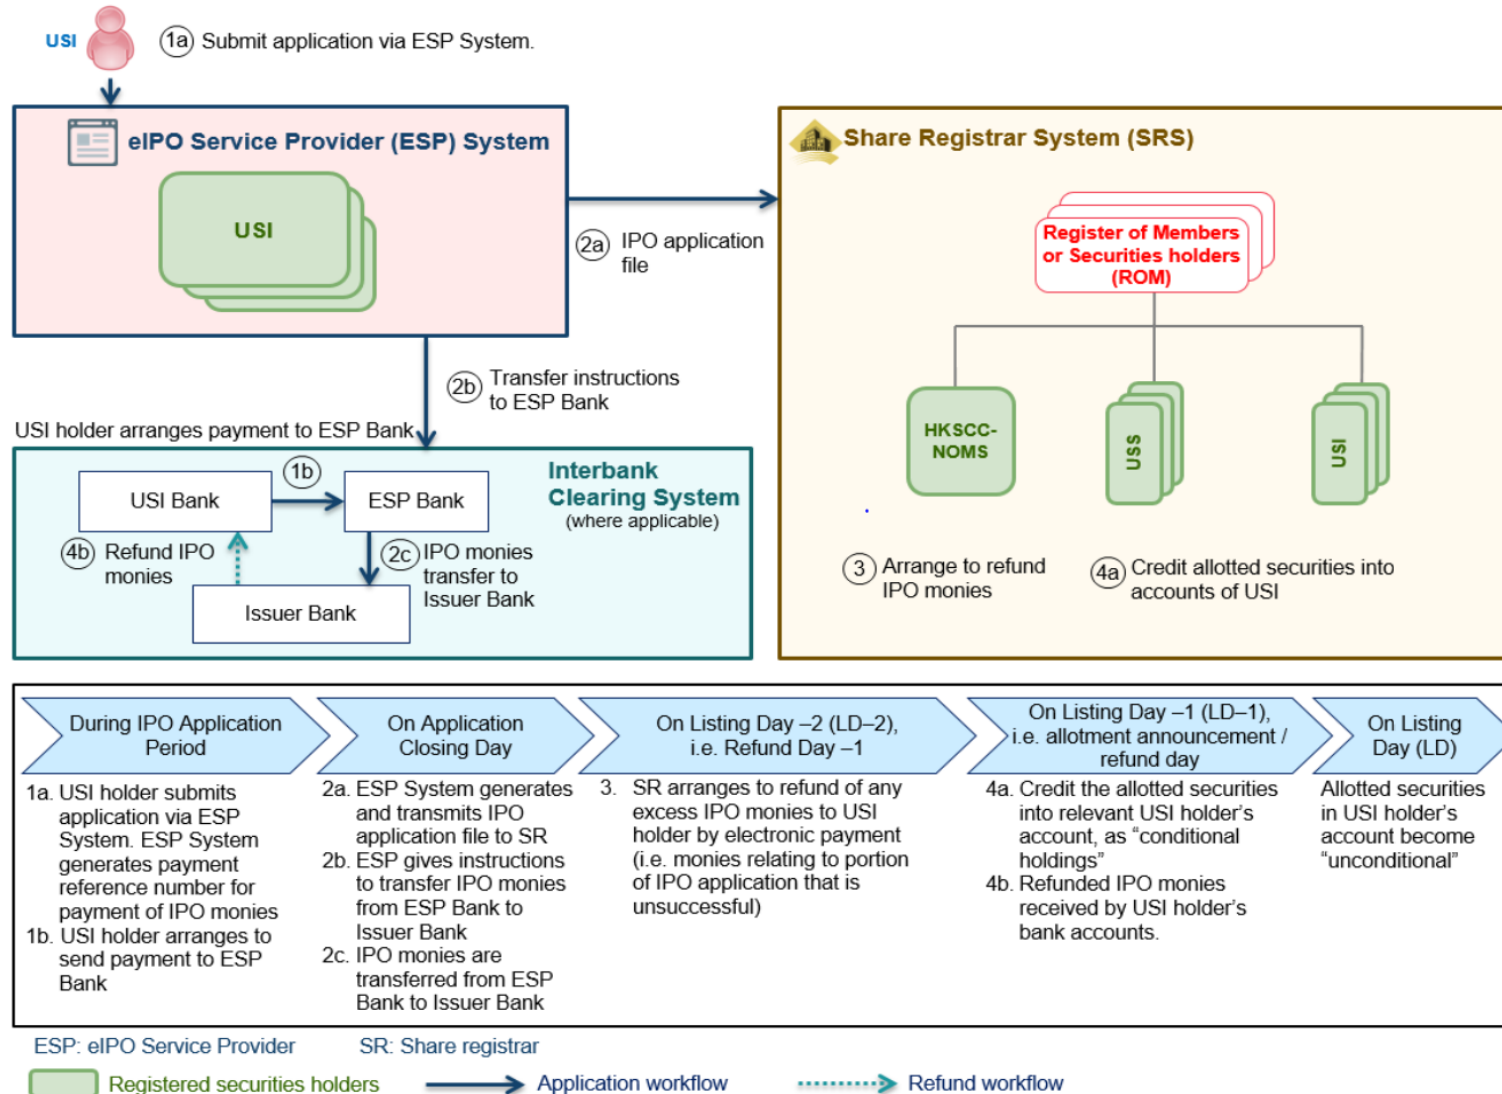 USI
1a Submit application via ESP System.
eIPO Service Provider (ESP) System
USI
2a IPO application
file
Share Registrar System (SRS)
Register of Members
or Securities holders
(ROM)
HKSCC-
NOMS
USS
USI
3 Arrange to refund
IPO monies
4a Credit allotted securities into
accounts of USI
2b Transfer instructions
to ESP Bank
USI holder arranges payment to ESP Bank
Interbank
Clearing System
(where applicable)
USI Bank
1b
ESP Bank
4b Refund IPO
monies
2c IPO monies
transfer to
Issuer Bank
Issuer Bank
During IPO Application
Period
1a. USI holder submits
application via ESP
System. ESP System
generates payment
reference number for
payment of IPO monies
1b. USI holder arranges to
send payment to ESP
Bank
On Application
Closing Day
2a. ESP System generates
and transmits IPO
application file to SR
2b. ESP gives instructions
to transfer IPO monies
from ESP Bank to
Issuer Bank
2c. IPO monies are
transferred from ESP
Bank to Issuer Bank
On Listing Day –2 (LD–2),
i.e. Refund Day –1
3. SR arranges to refund of any
excess IPO monies to USI
holder by electronic payment
(i.e. monies relating to portion
of IPO application that is
unsuccessful)
On Listing Day –1 (LD–1),
i.e. allotment announcement /
refund day
4a. Credit the allotted securities
into relevant USI holder's
account, as “conditional
holdings”
4b. Refunded IPO monies
received by USI holder's
bank accounts.
On Listing
Day (LD)
Allotted securities
in USI holder's
account become
“unconditional”
ESP: eIPO Service Provider
SR: Share registrar
Registered securities holders
Application workflow
Refund workflow